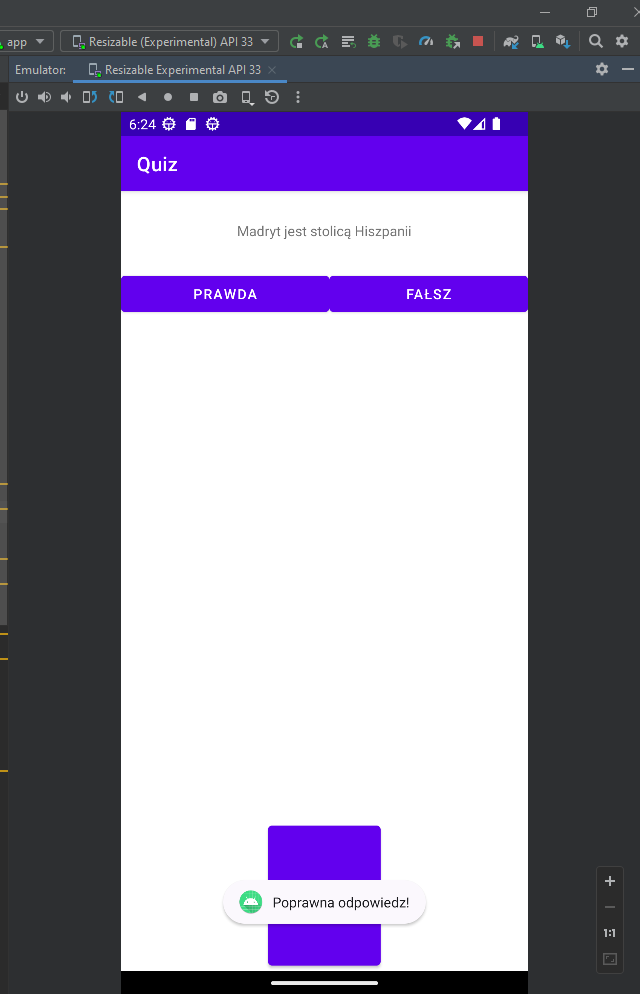 app
Resizable (Experimental) API 33
Emulator:
Resizable Experimental API 33
6:24
Quiz
Madryt jest stolicą Hiszpanii
PRAWDA
FAŁSZ
Poprawna odpowiedz!
1:1